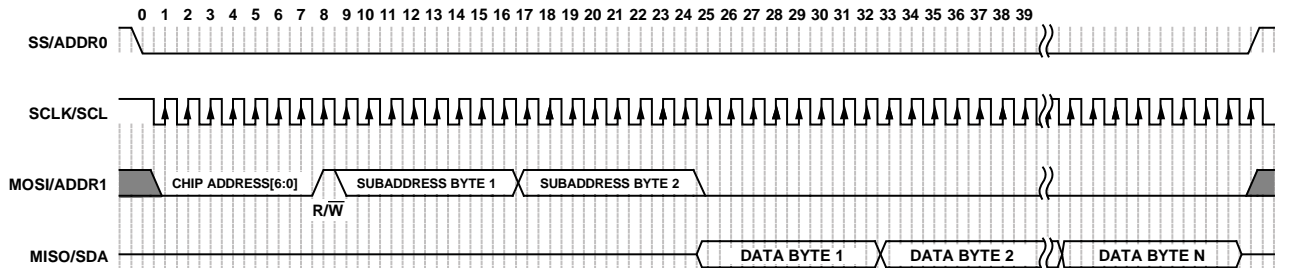 0 1 2 3 4 5 6 7 8 9 10 11 12 13 14 15 16 17 18 19 20 21 22 23 24 25 26 27 28 29 30 31 32 33 34 35 36 37 38 39
SS/ADDR0
SCLK/SCL
MOSI/ADDR1 CHIP ADDRESS[6:0] SUBADDRESS BYTE 1 SUBADDRESS BYTE 2
R/W̅
MISO/SDA DATA BYTE 1 DATA BYTE 2 DATA BYTE N